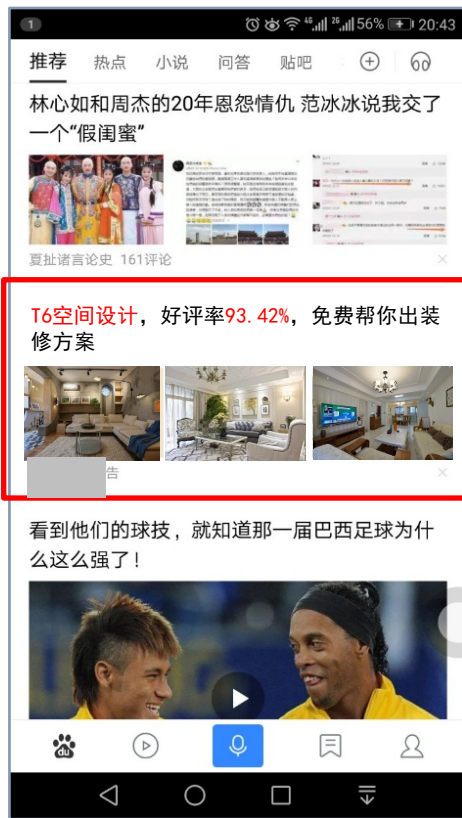 1
46 26 56% 20:43
推荐 热点 小说 问答 贴吧
林心如和周杰的20年恩怨情仇 范冰冰说我交了
一个“假闺蜜”
夏扯诸言论史 161评论
T6空间设计，好评率93.42%，免费帮你出装
修方案
告
看到他们的球技，就知道那一届巴西足球为什
么这么强了！
du